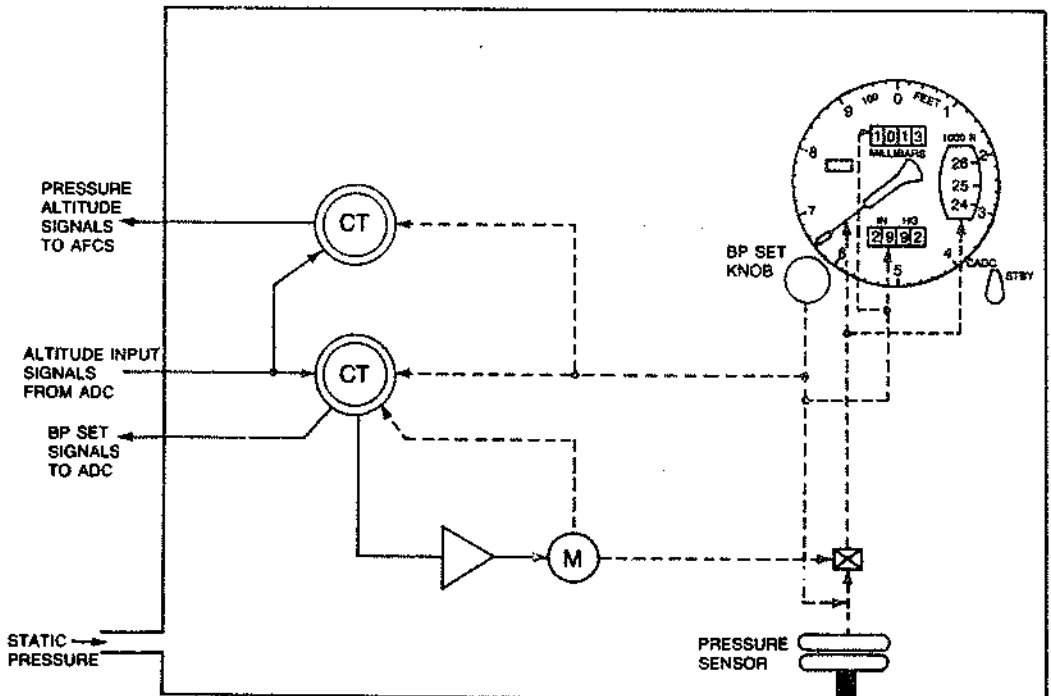 PRESSURE
ALTITUDE
SIGNALS
TO AFCS
CT
ALTITUDE INPUT
SIGNALS
FROM ADC
CT
BP SET
SIGNALS
TO ADC
M
STATIC
PRESSURE
PRESSURE
SENSOR
BP SET
KNOB
CADC
STBY
9 100 0 FEET 1
8 1013 1000 ft 2
MILLIBARS
26
25
24
7 IN HG 3
2992
6 5 4